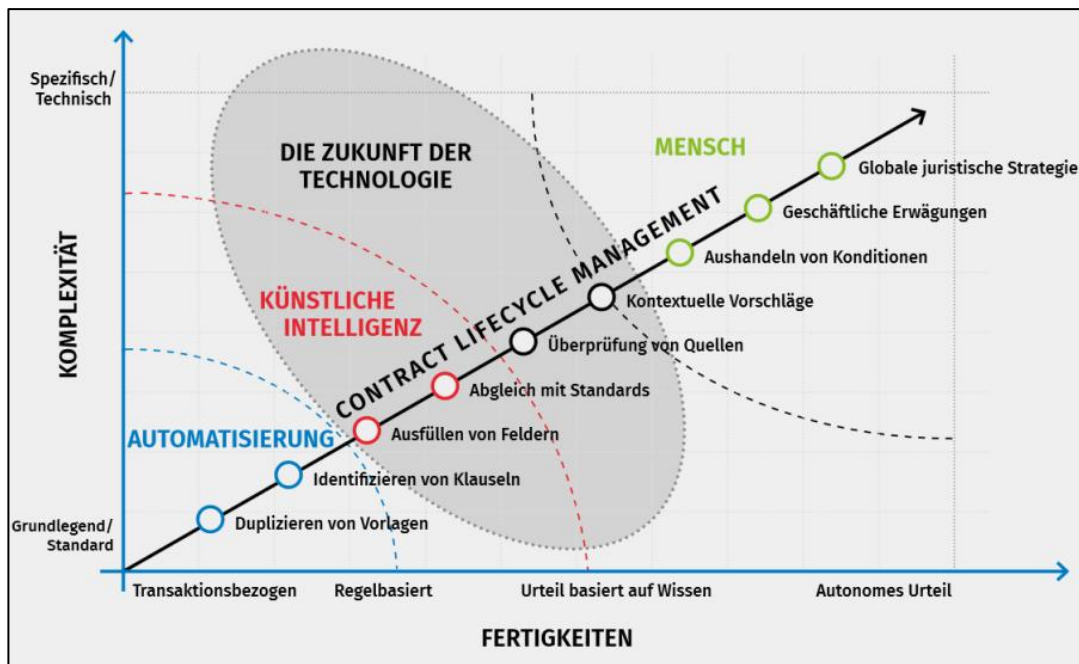 Spezifisch/
Technisch
DIE ZUKUNFT DER
TECHNOLOGIE
MENSCH
Globale juristische Strategie
Geschäftliche Erwägungen
Aushandeln von Konditionen
CONTRACT LIFECYCLE MANAGEMENT
Kontextuelle Vorschläge
KOMPLEXITÄT
KÜNSTLICHE
INTELLIGENZ
Überprüfung von Quellen
Abgleich mit Standards
AUTOMATISIERUNG
Ausfüllen von Feldern
Identifizieren von Klauseln
Grundlegend/
Standard
Duplizieren von Vorlagen
Transaktionsbezogen
Regelbasiert
Urteil basiert auf Wissen
Autonomes Urteil
FERTIGKEITEN